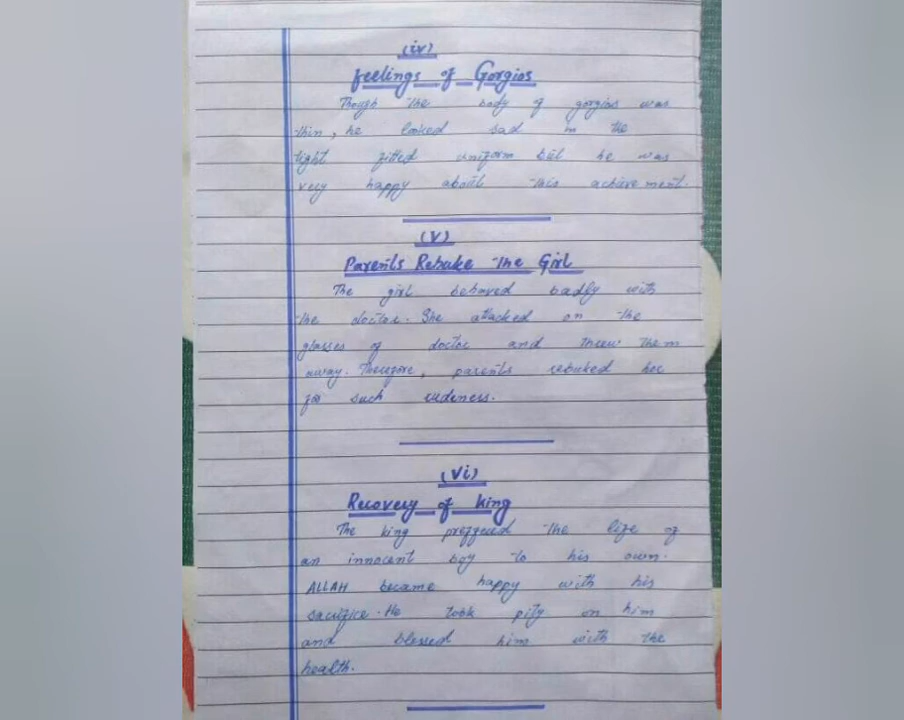 (iv)
Feelings of Gorgios
Though the body of gorgios was
thin, he looked sad in the
tight fitted uniform but he was
very happy about this achievement.
(V)
Parents Rebuke the Girl
The girl behaved badly with
the doctor. She attacked on the
glasses of doctor and threw them
away. Therefore, parents rebuked her
for such rudeness.
(Vi)
Recovery of king
The king preffered the life of
an innocent boy to his own.
ALLAH became happy with his
sacrifice. He took pity on him
and blessed him with the
health.